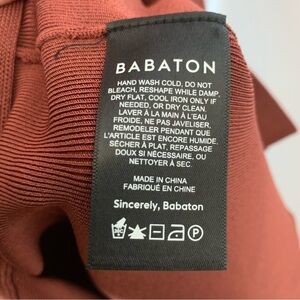 BABATON
HAND WASH COLD, DO NOT
BLEACH, RESHAPE WHILE DAMP,
DRY FLAT, COOL IRON ONLY IF
NEEDED, OR DRY CLEAN.
LAVER À LA MAIN À L'EAU
FROIDE, NE PAS JAVELISER,
REMODELER PENDANT QUE
L'ARTICLE EST ENCORE HUMIDE,
SÉCHER À PLAT, REPASSAGE
DOUX SI NÉCESSAIRE, OU
NETTOYAGE À SEC.
MADE IN CHINA
FABRIQUÉ EN CHINE
Sincerely, Babaton
P